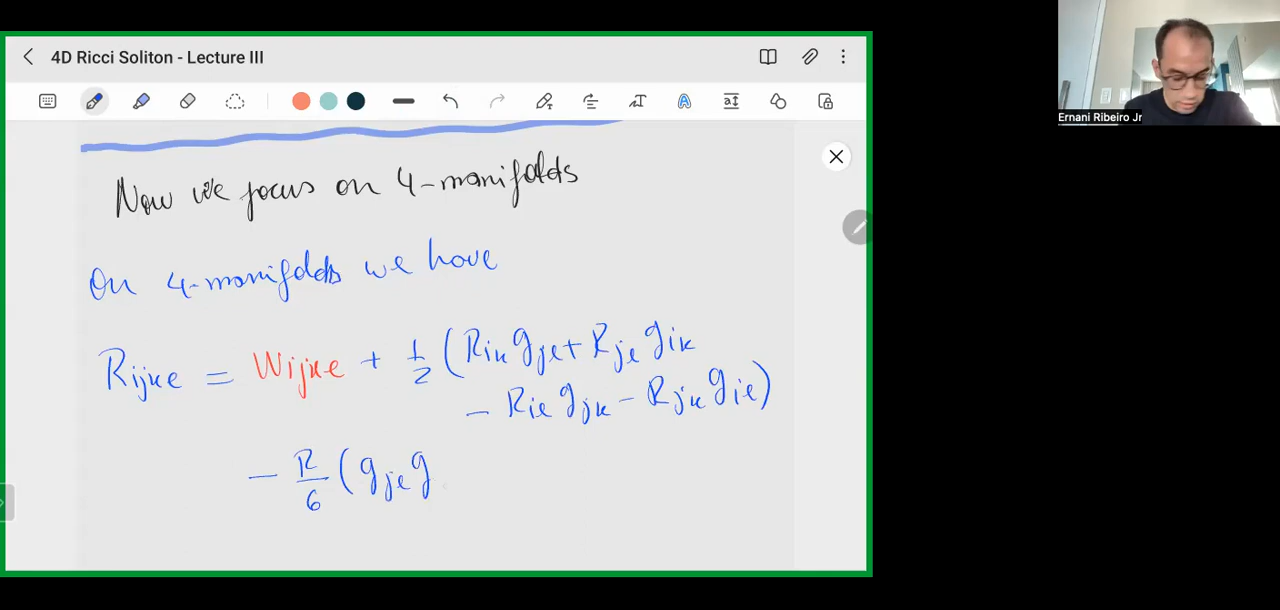 4D Ricci Soliton - Lecture III
Ernani Ribeiro Jr
Now we focus on 4-manifolds
On 4-manifolds we have
Rijkl = Wijkl + 1/2 (Rik gjl + Rjl gik
- Ril gjk - Rjk gil)
- R/6 (gjl g